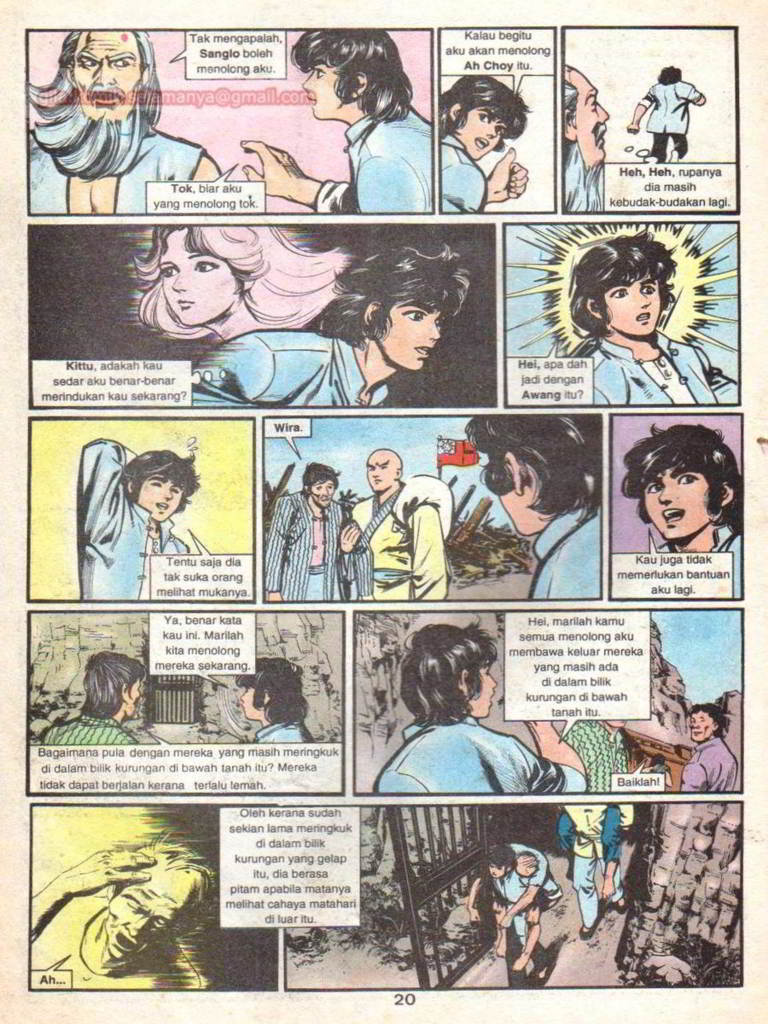 Tak mengapalah,
Sanglo boleh
menolong aku.
Tok, biar aku
yang menolong tok.
Kalau begitu
aku akan menolong
Ah Choy itu.
Heh, Heh, rupanya
dia masih
kebudak-budakan lagi.
Kittu, adakah kau
sedar aku benar-benar
merindukan kau sekarang?
Hei, apa dah
jadi dengan
Awang itu?
Tentu saja dia
tak suka orang
melihat mukanya.
Wira.
Kau juga tidak
memerlukan bantuan
aku lagi.
Ya, benar kata
kau ini. Marilah
kita menolong
mereka sekarang.
Bagaimana pula dengan mereka yang masih meringkuk
di dalam bilik kurungan di bawah tanah itu? Mereka
tidak dapat berjalan kerana terlalu lemah.
Hei, marilah kamu
semua menolong aku
membawa keluar mereka
yang masih ada
di dalam bilik
kurungan di bawah
tanah itu.
Baiklah!
Oleh kerana sudah
sekian lama meringkuk
di dalam bilik
kurungan yang gelap
itu, dia berasa
pitam apabila matanya
melihat cahaya matahari
di luar itu.
Ah...
20